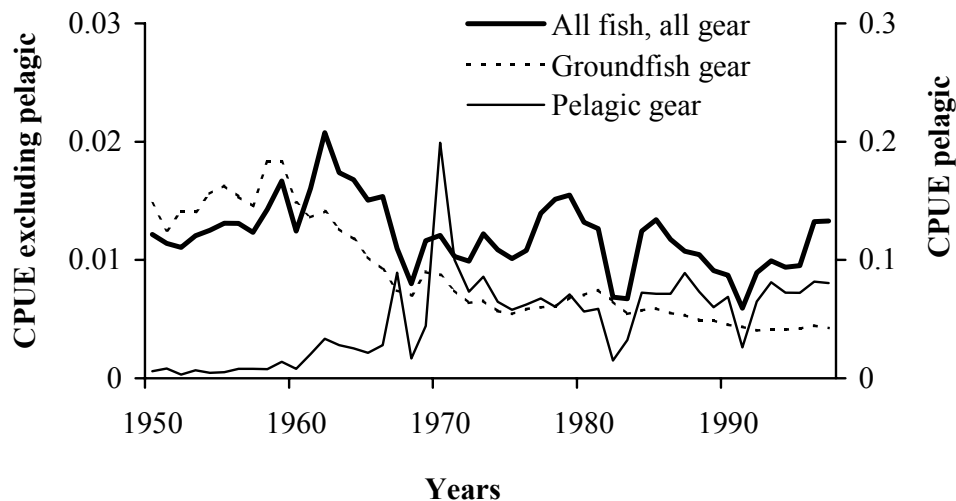 0.03
0.02
0.01
0
CPUE excluding pelagic
All fish, all gear
Groundfish gear
Pelagic gear
0.3
0.2
0.1
0
CPUE pelagic
1950 1960 1970 1980 1990
Years